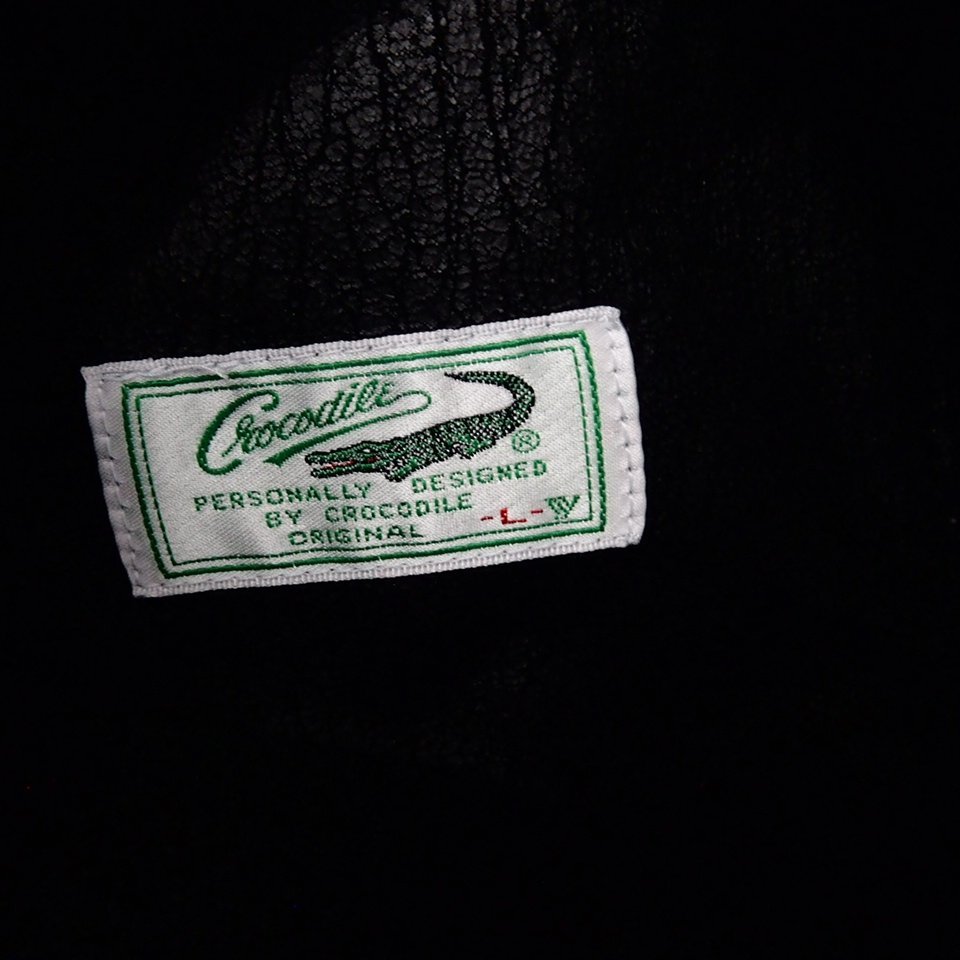 Crocodile ®
PERSONALLY DESIGNED
BY CROCODILE
ORIGINAL
-L-